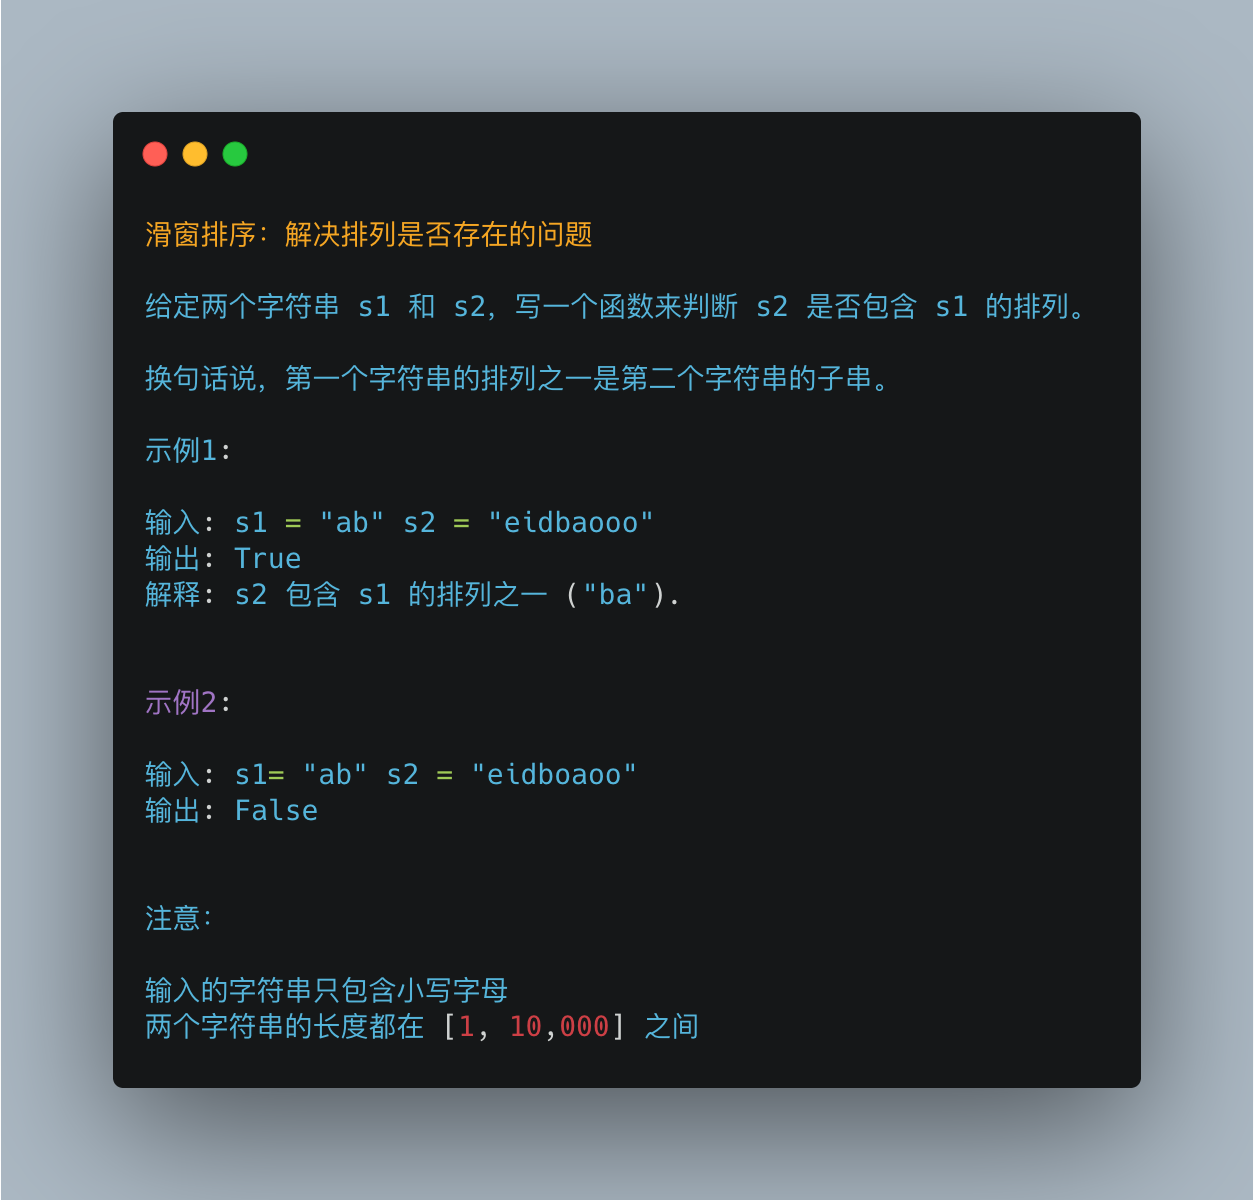 滑窗排序：解决排列是否存在的问题
给定两个字符串 s1 和 s2，写一个函数来判断 s2 是否包含 s1 的排列。
换句话说，第一个字符串的排列之一是第二个字符串的子串。
示例1:
输入: s1 = "ab" s2 = "eidbaooo"
输出: True
解释: s2 包含 s1 的排列之一 ("ba").
示例2:
输入: s1= "ab" s2 = "eidboaoo"
输出: False
注意：
输入的字符串只包含小写字母
两个字符串的长度都在 [1, 10,000] 之间